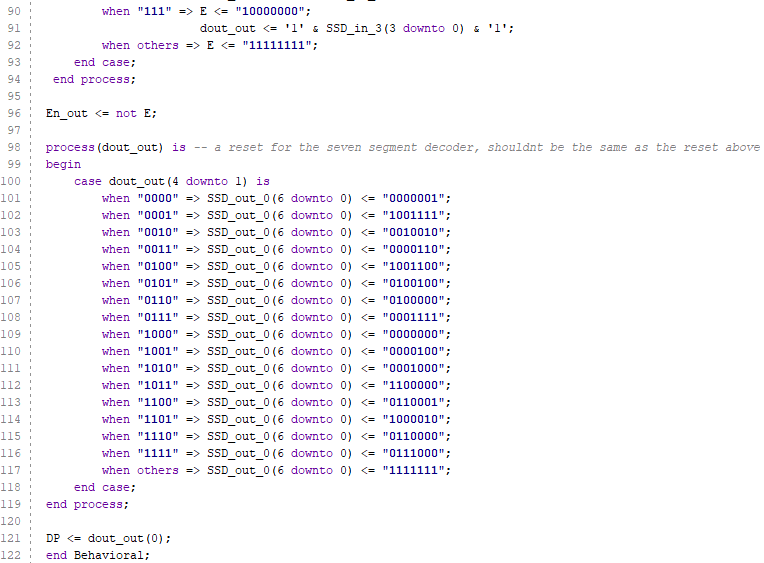 90 when "111" => E <= "10000000";
91 dout_out <= '1' & SSD_in_3(3 downto 0) & '1';
92 when others => E <= "11111111";
93 end case;
94 end process;
95
96 En_out <= not E;
97
98 process(dout_out) is -- a reset for the seven segment decoder, shouldnt be the same as the reset above
99 begin
100 case dout_out(4 downto 1) is
101 when "0000" => SSD_out_0(6 downto 0) <= "0000001";
102 when "0001" => SSD_out_0(6 downto 0) <= "1001111";
103 when "0010" => SSD_out_0(6 downto 0) <= "0010010";
104 when "0011" => SSD_out_0(6 downto 0) <= "0000110";
105 when "0100" => SSD_out_0(6 downto 0) <= "1001100";
106 when "0101" => SSD_out_0(6 downto 0) <= "0100100";
107 when "0110" => SSD_out_0(6 downto 0) <= "0100000";
108 when "0111" => SSD_out_0(6 downto 0) <= "0001111";
109 when "1000" => SSD_out_0(6 downto 0) <= "0000000";
110 when "1001" => SSD_out_0(6 downto 0) <= "0000100";
111 when "1010" => SSD_out_0(6 downto 0) <= "0001000";
112 when "1011" => SSD_out_0(6 downto 0) <= "1100000";
113 when "1100" => SSD_out_0(6 downto 0) <= "0110001";
114 when "1101" => SSD_out_0(6 downto 0) <= "1000010";
115 when "1110" => SSD_out_0(6 downto 0) <= "0110000";
116 when "1111" => SSD_out_0(6 downto 0) <= "0111000";
117 when others => SSD_out_0(6 downto 0) <= "1111111";
118 end case;
119 end process;
120
121 DP <= dout_out(0);
122 end Behavioral;